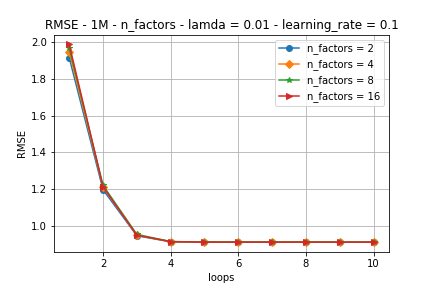 RMSE - 1M - n_factors - lamda = 0.01 - learning_rate = 0.1
n_factors = 2
n_factors = 4
n_factors = 8
n_factors = 16
2.0
1.8
1.6
1.4
1.2
1.0
RMSE
2 4 6 8 10
loops